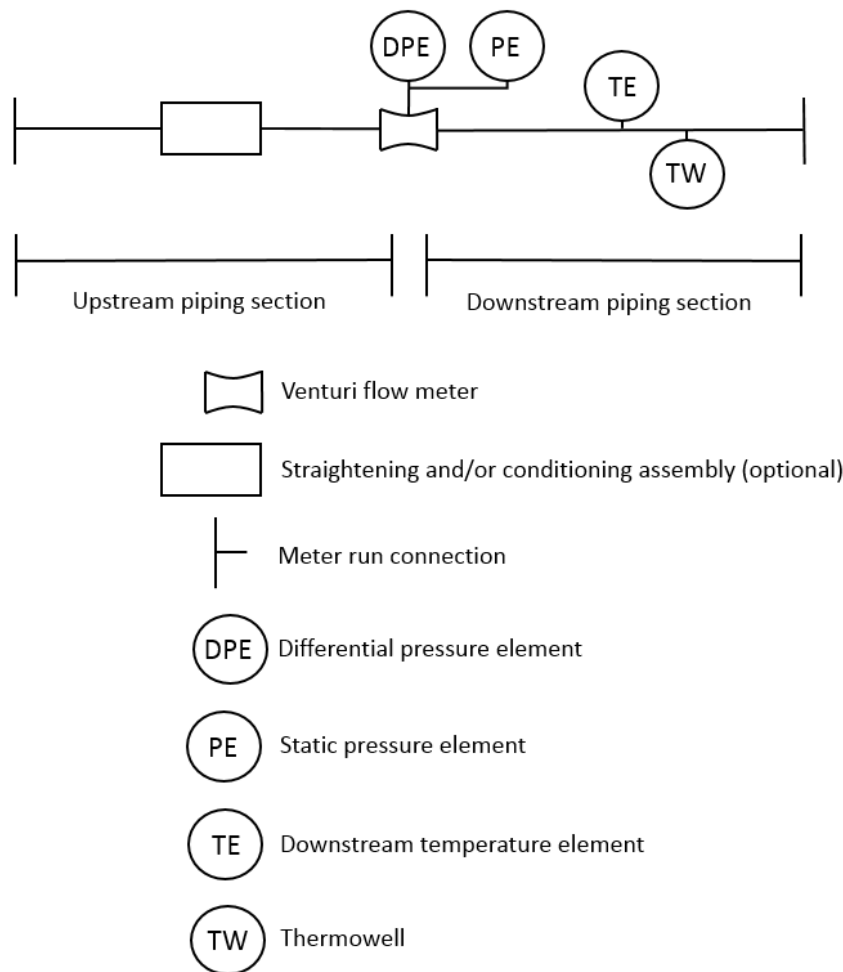 DPE
PE
TE
TW
Upstream piping section
Downstream piping section
Venturi flow meter
Straightening and/or conditioning assembly (optional)
Meter run connection
DPE Differential pressure element
PE Static pressure element
TE Downstream temperature element
TW Thermowell